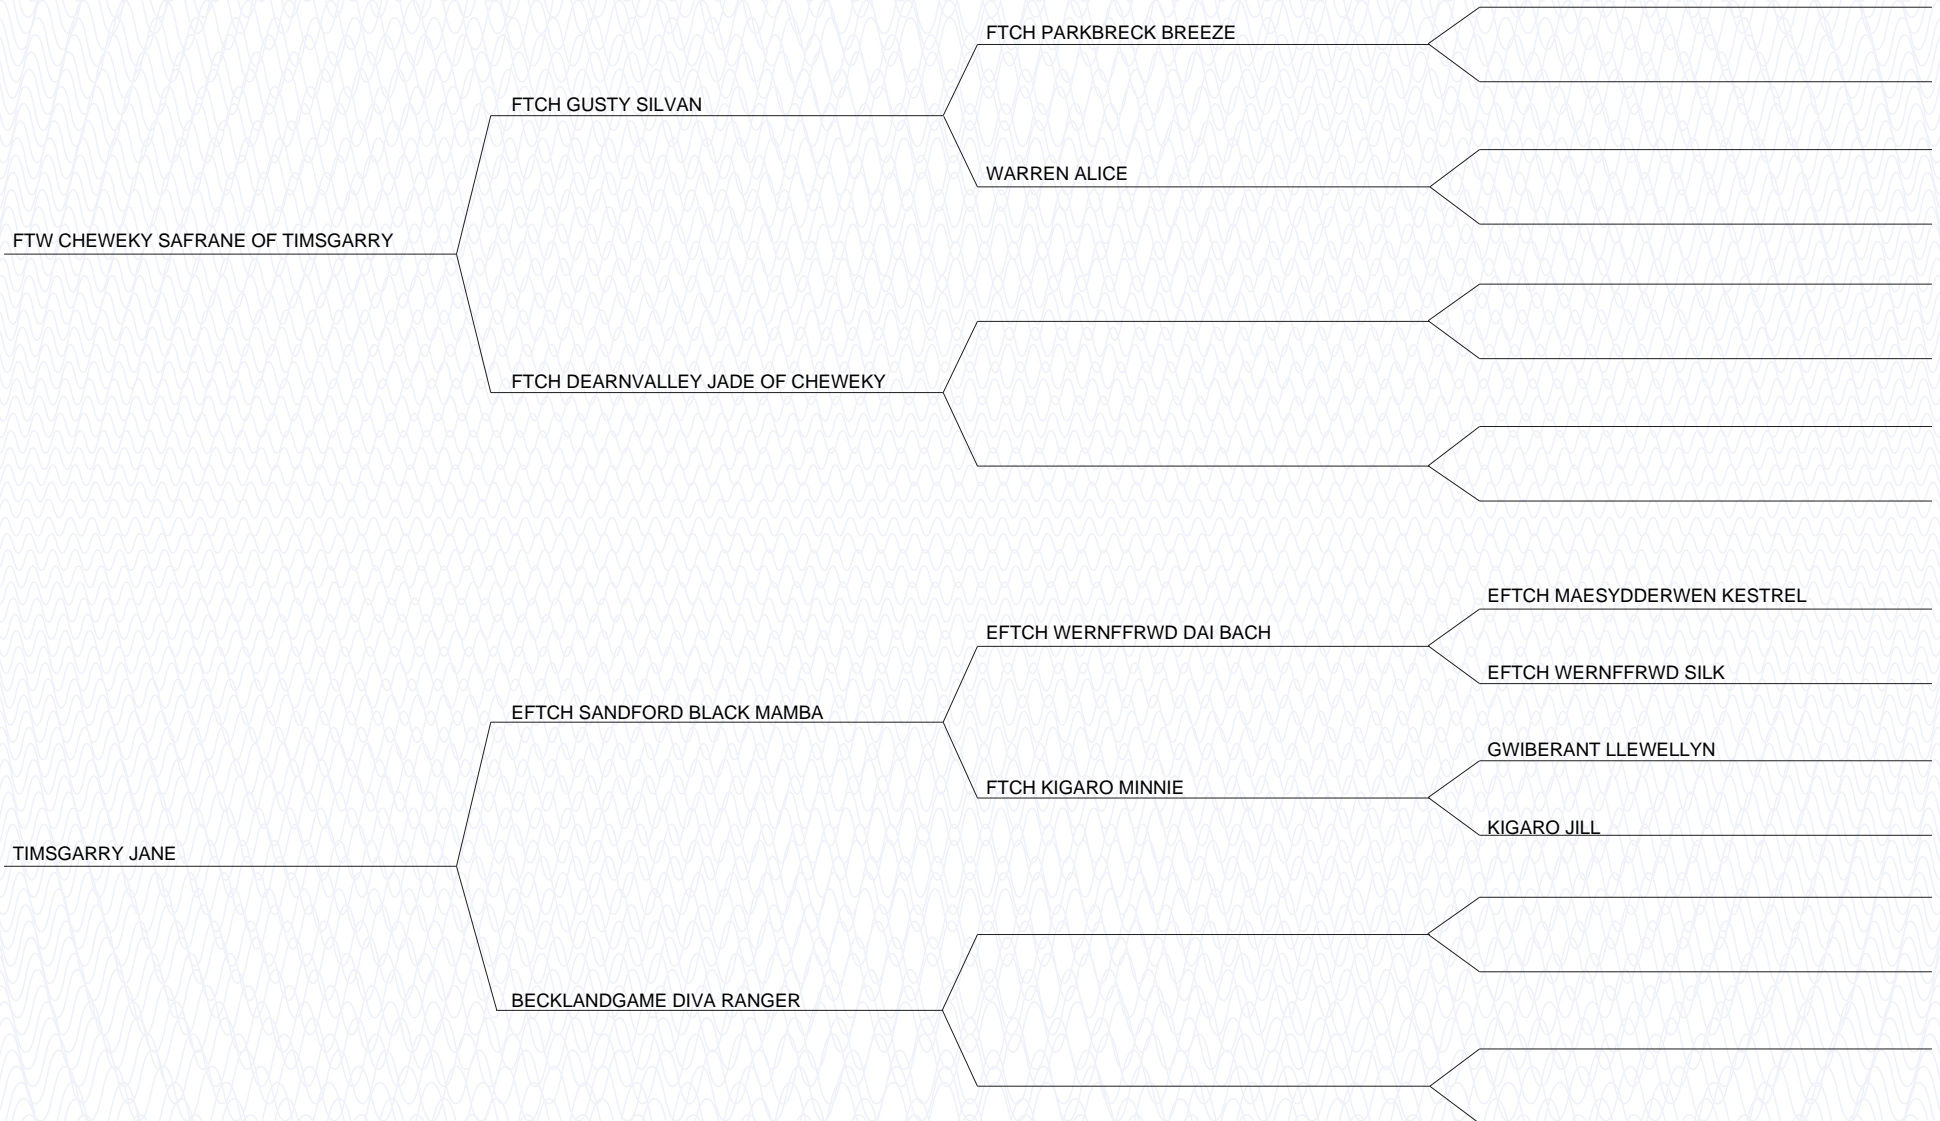 FTCH PARKBRECK BREEZE
FTCH GUSTY SILVAN
WARREN ALICE
FTW CHEWEKY SAFRANE OF TIMSGARRY
FTCH DEARNVALLEY JADE OF CHEWEKY
EFTCH MAESYDDERWEN KESTREL
EFTCH WERNFFRWD DAI BACH
EFTCH WERNFFRWD SILK
EFTCH SANDFORD BLACK MAMBA
GWIBERANT LLEWELLYN
FTCH KIGARO MINNIE
KIGARO JILL
TIMSGARRY JANE
BECKLANDGAME DIVA RANGER